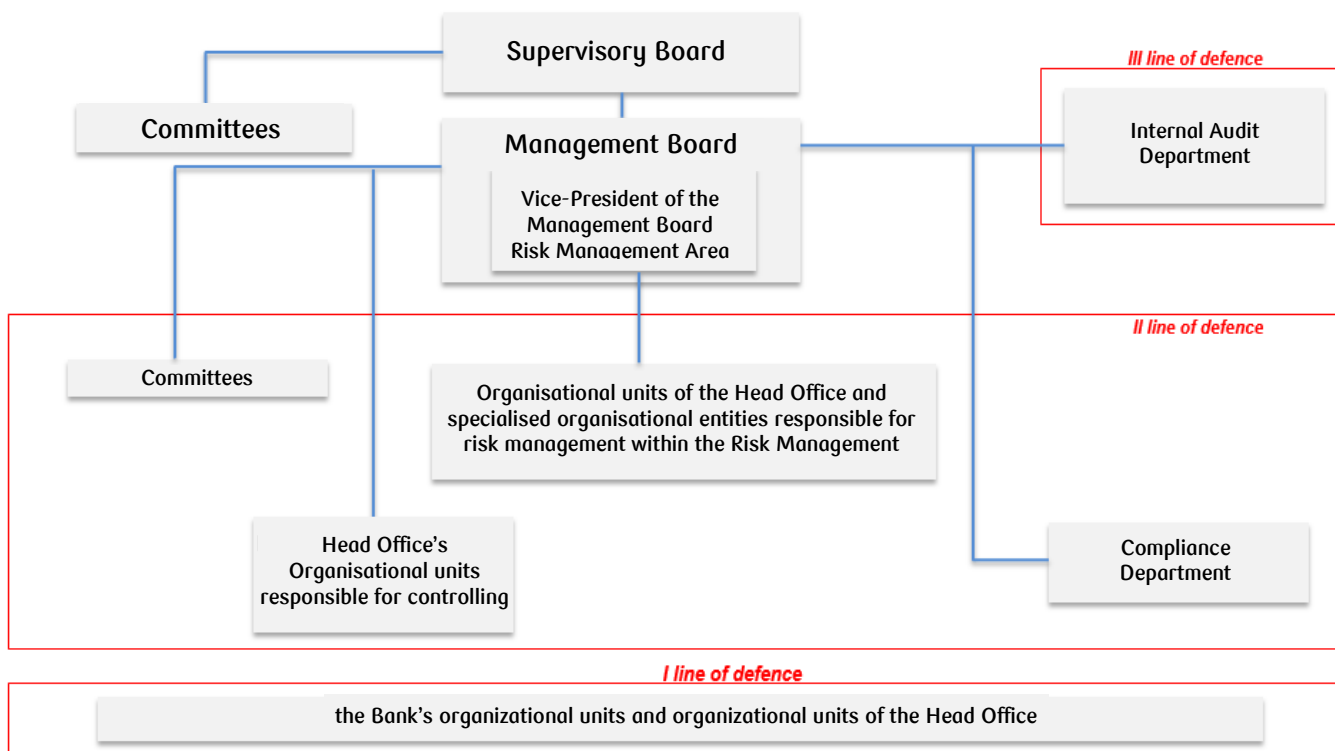 Supervisory Board
III line of defence
Committees
Internal Audit
Department
Management Board
Vice-President of the
Management Board
Risk Management Area
II line of defence
Committees
Organisational units of the Head Office and
specialised organisational entities responsible for
risk management within the Risk Management
Head Office's
Organisational units
responsible for controlling
Compliance
Department
I line of defence
the Bank's organizational units and organizational units of the Head Office